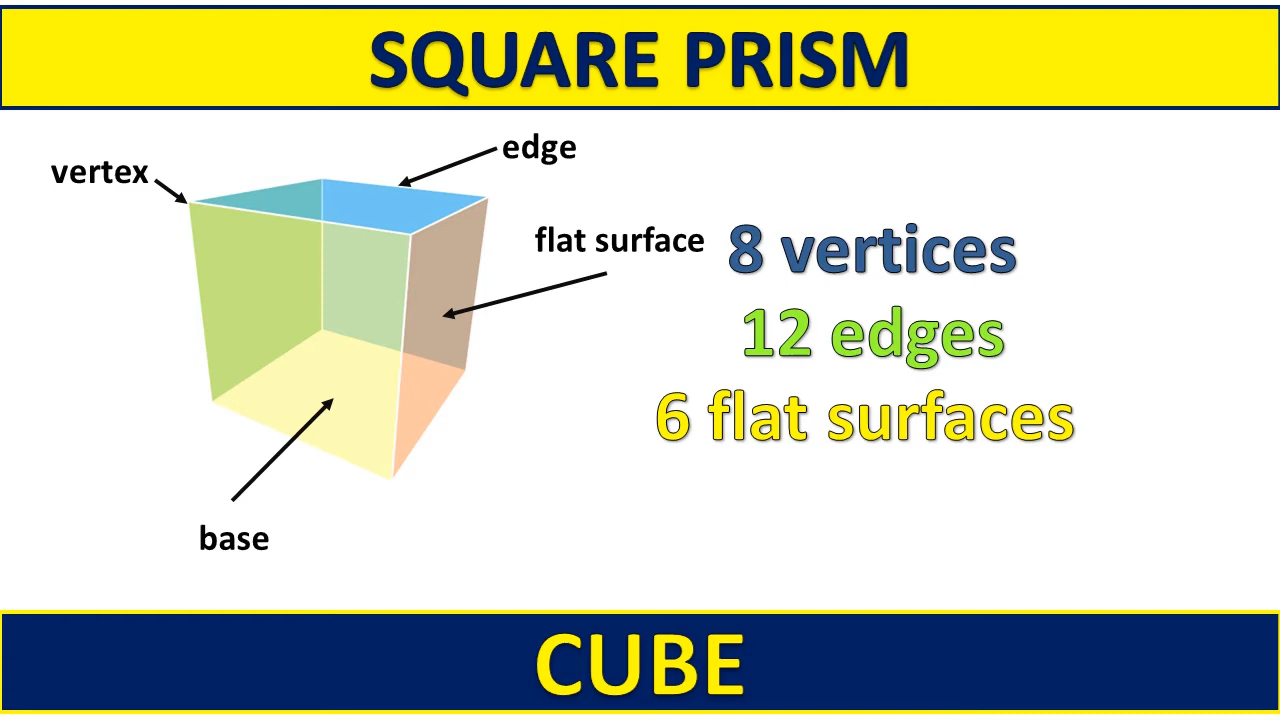 SQUARE PRISM
edge
vertex
flat surface
8 vertices
12 edges
6 flat surfaces
base
CUBE